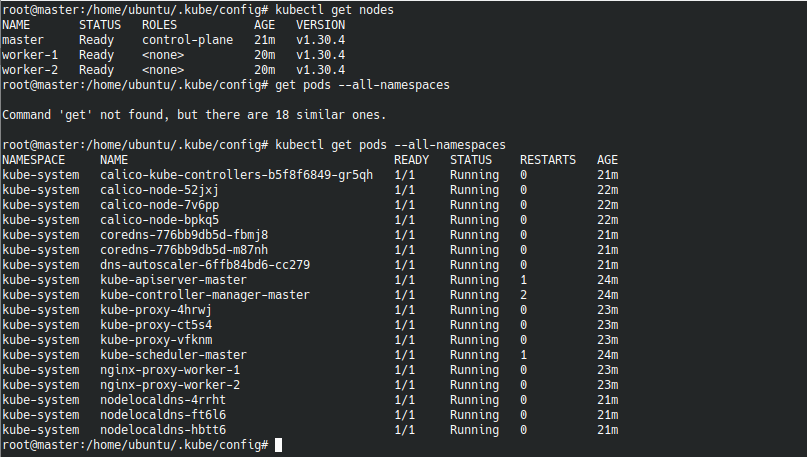 root@master:/home/ubuntu/.kube/config# kubectl get nodes
NAME STATUS ROLES AGE VERSION
master Ready control-plane 21m v1.30.4
worker-1 Ready <none> 20m v1.30.4
worker-2 Ready <none> 20m v1.30.4
root@master:/home/ubuntu/.kube/config# get pods --all-namespaces
Command 'get' not found, but there are 18 similar ones.
root@master:/home/ubuntu/.kube/config# kubectl get pods --all-namespaces
NAMESPACE NAME READY STATUS RESTARTS AGE
kube-system calico-kube-controllers-b5f8f6849-gr5qh 1/1 Running 0 21m
kube-system calico-node-52jxj 1/1 Running 0 22m
kube-system calico-node-7v6pp 1/1 Running 0 22m
kube-system calico-node-bpkq5 1/1 Running 0 22m
kube-system coredns-776bb9db5d-fbmj8 1/1 Running 0 21m
kube-system coredns-776bb9db5d-m87nh 1/1 Running 0 21m
kube-system dns-autoscaler-6ffb84bd6-cc279 1/1 Running 0 21m
kube-system kube-apiserver-master 1/1 Running 1 24m
kube-system kube-controller-manager-master 1/1 Running 2 24m
kube-system kube-proxy-4hrwj 1/1 Running 0 23m
kube-system kube-proxy-ct5s4 1/1 Running 0 23m
kube-system kube-proxy-vfknm 1/1 Running 0 23m
kube-system kube-scheduler-master 1/1 Running 1 24m
kube-system nginx-proxy-worker-1 1/1 Running 0 23m
kube-system nginx-proxy-worker-2 1/1 Running 0 23m
kube-system nodelocaldns-4rrht 1/1 Running 0 21m
kube-system nodelocaldns-ft6l6 1/1 Running 0 21m
kube-system nodelocaldns-hbtt6 1/1 Running 0 21m
root@master:/home/ubuntu/.kube/config#